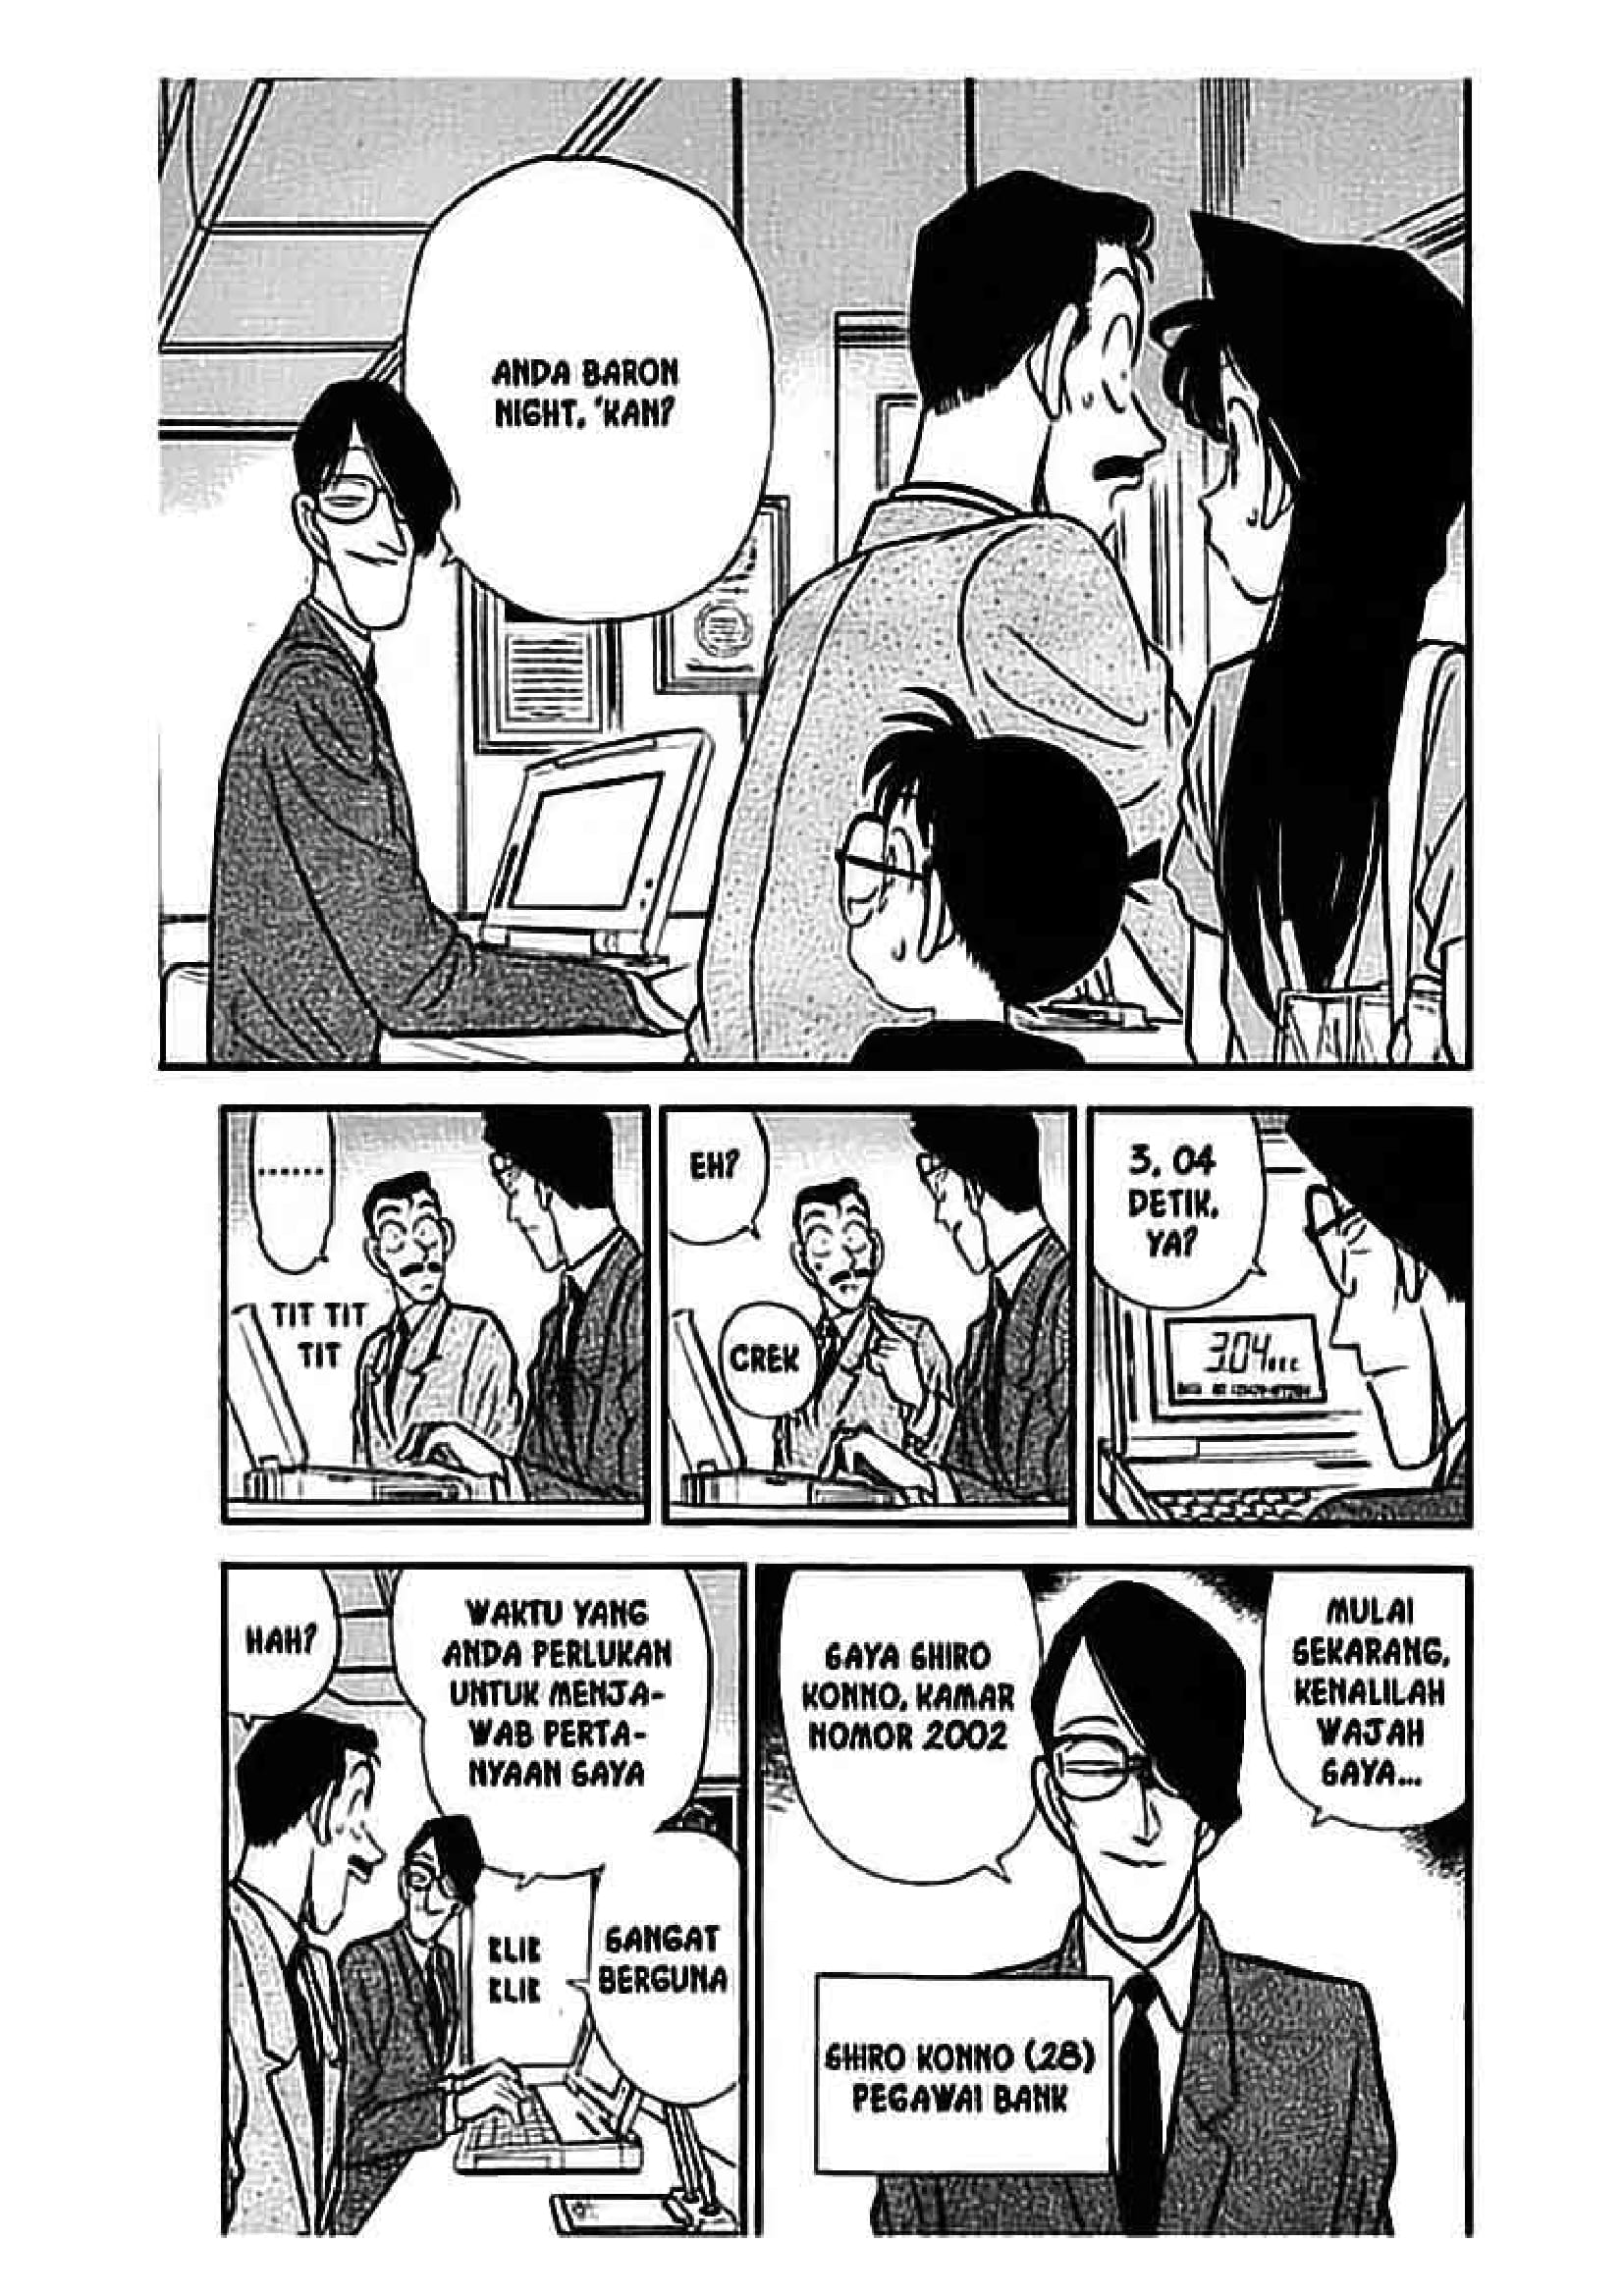 ANDA BARON
NIGHT, 'KAN?
......
TIT TIT
TIT
EH?
CREK
3, 04
DETIK,
YA?
3.04sec
HAH?
WAKTU YANG
ANDA PERLUKAN
UNTUK MENJA-
WAB PERTA-
NYAAN SAYA
KLIK
KLIK
SANGAT
BERGUNA
SAYA SHIRO
KONNO, KAMAR
NOMOR 2002
MULAI
SEKARANG,
KENALILAH
WAJAH
SAYA...
SHIRO KONNO (28)
PEGAWAI BANK